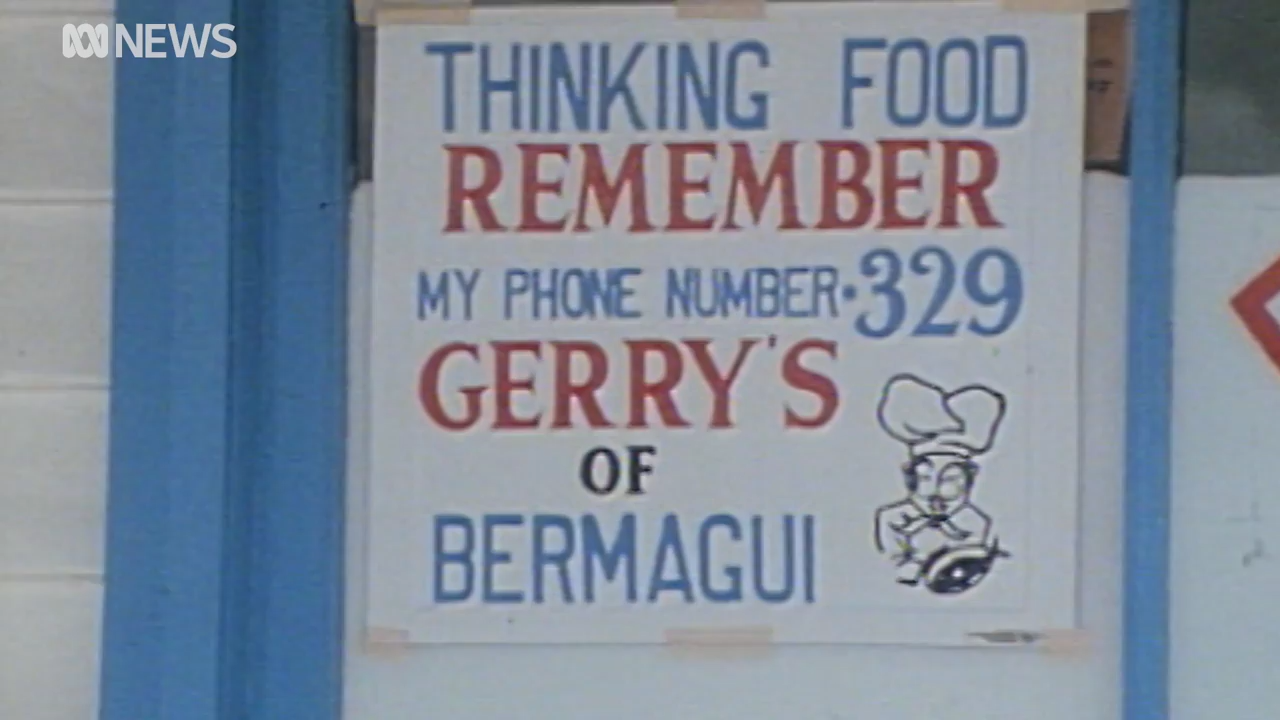 NEWS
THINKING FOOD
REMEMBER
MY PHONE NUMBER·329
GERRY'S
OF
BERMAGUI